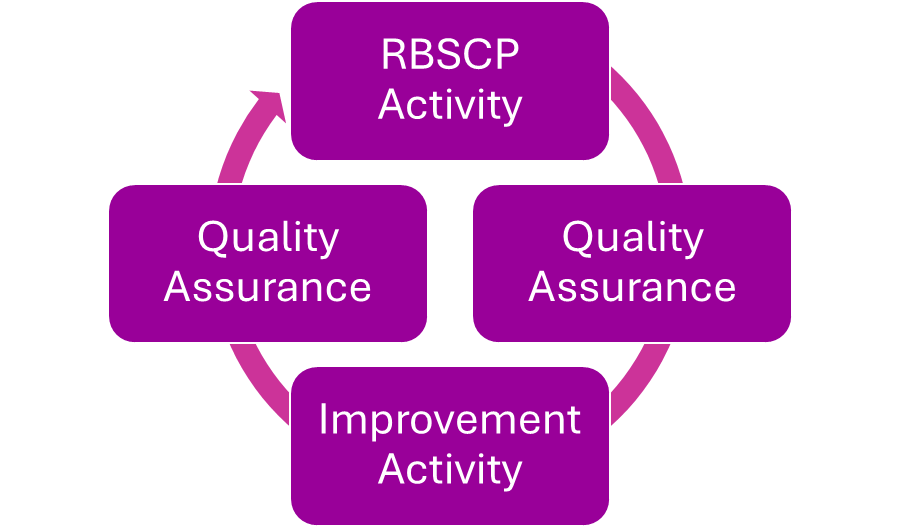 RBSCP
Activity
Quality
Assurance
Quality
Assurance
Improvement
Activity